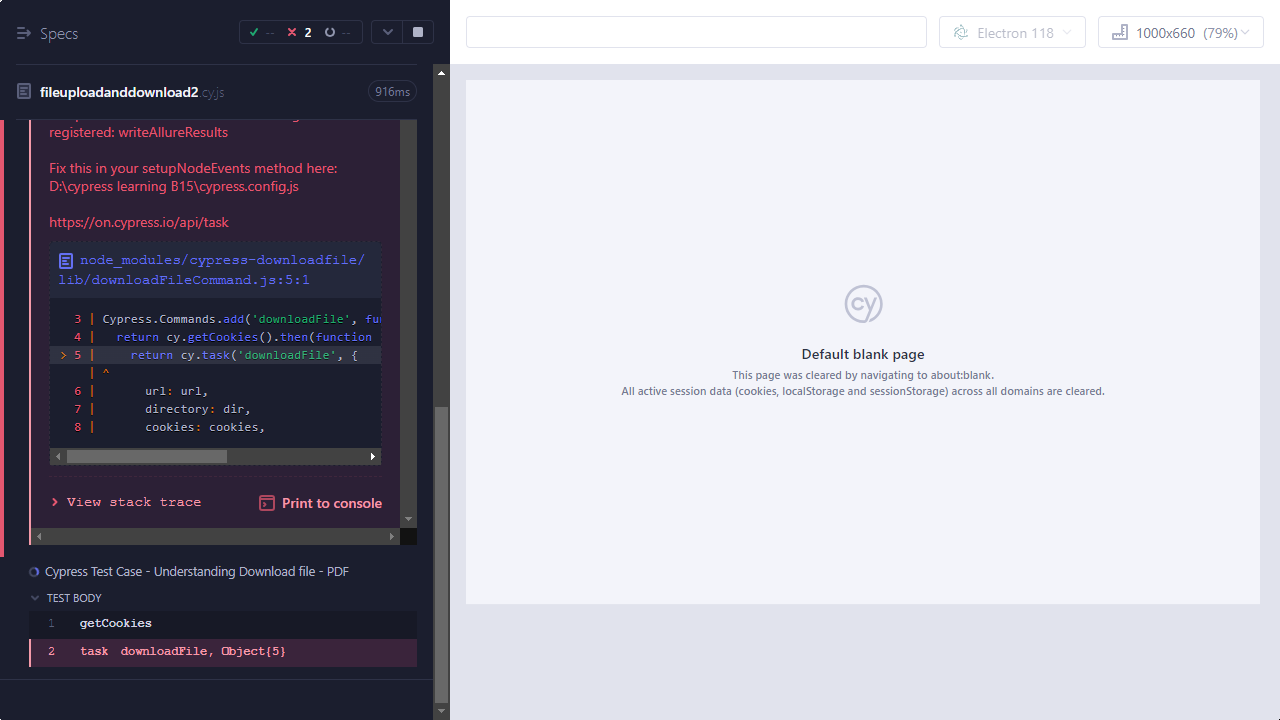 Specs
-- 2 --
Electron 118
1000x660 (79%)
fileuploadanddownload2.cy.js
916ms
registered: writeAllureResults
Fix this in your setupNodeEvents method here:
D:\cypress learning B15\cypress.config.js
https://on.cypress.io/api/task
node_modules/cypress-downloadfile/
lib/downloadFileCommand.js:5:1
3 | Cypress.Commands.add('downloadFile', fun
4 |   return cy.getCookies().then(function
> 5 |     return cy.task('downloadFile', {
| ^
6 |       url: url,
7 |       directory: dir,
8 |       cookies: cookies,
View stack trace
Print to console
Cypress Test Case - Understanding Download file - PDF
TEST BODY
1 getCookies
2 task downloadFile, Object{5}
cy
Default blank page
This page was cleared by navigating to about:blank.
All active session data (cookies, localStorage and sessionStorage) across all domains are cleared.